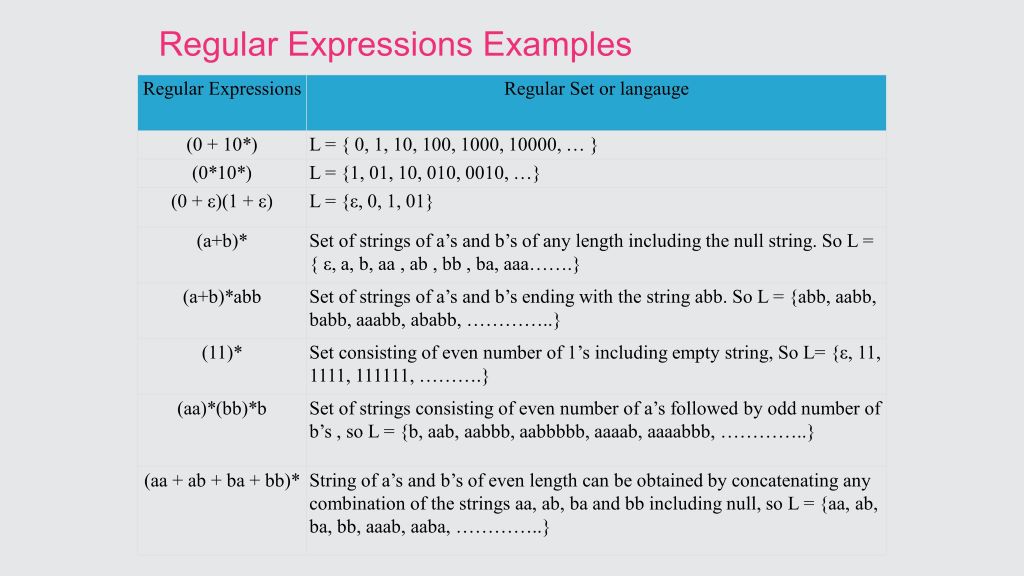 Regular Expressions Examples
Regular Expressions Regular Set or langauge
(0 + 10*) L = { 0, 1, 10, 100, 1000, 10000, … }
(0*10*) L = {1, 01, 10, 010, 0010, …}
(0 + ε)(1 + ε) L = {ε, 0, 1, 01}
(a+b)* Set of strings of a’s and b’s of any length including the null string. So L =
{ ε, a, b, aa , ab , bb , ba, aaa…….}
(a+b)*abb Set of strings of a’s and b’s ending with the string abb. So L = {abb, aabb,
babb, aaabb, ababb, …………..}
(11)* Set consisting of even number of 1’s including empty string, So L= {ε, 11,
1111, 111111, ……….}
(aa)*(bb)*b Set of strings consisting of even number of a’s followed by odd number of
b’s , so L = {b, aab, aabbb, aabbbbb, aaaab, aaaabbb, …………..}
(aa + ab + ba + bb)* String of a’s and b’s of even length can be obtained by concatenating any
combination of the strings aa, ab, ba and bb including null, so L = {aa, ab,
ba, bb, aaab, aaba, …………..}